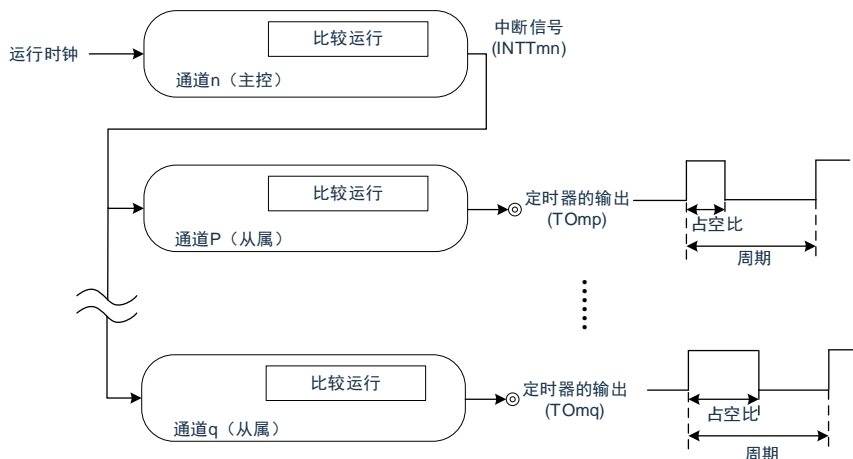 运行时钟
比较运行
通道n（主控）
中断信号
(INTTmn)
比较运行
通道P（从属）
定时器的输出
(TOmp)
占空比
周期
比较运行
通道q（从属）
定时器的输出
(TOmq)
占空比
周期